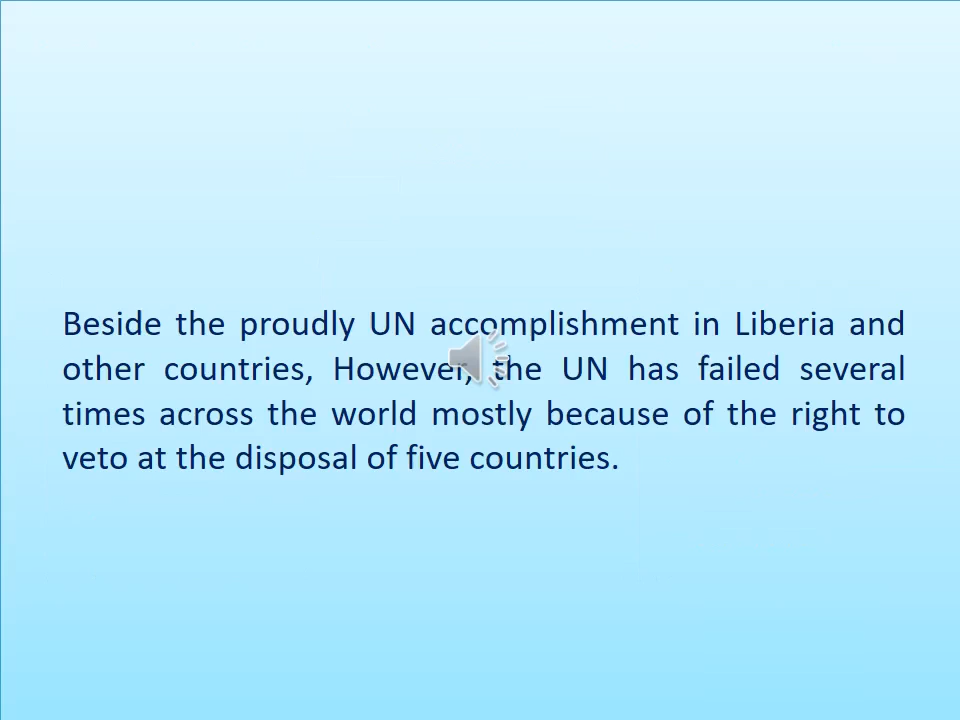 Beside the proudly UN accomplishment in Liberia and
other countries, However, the UN has failed several
times across the world mostly because of the right to
veto at the disposal of five countries.